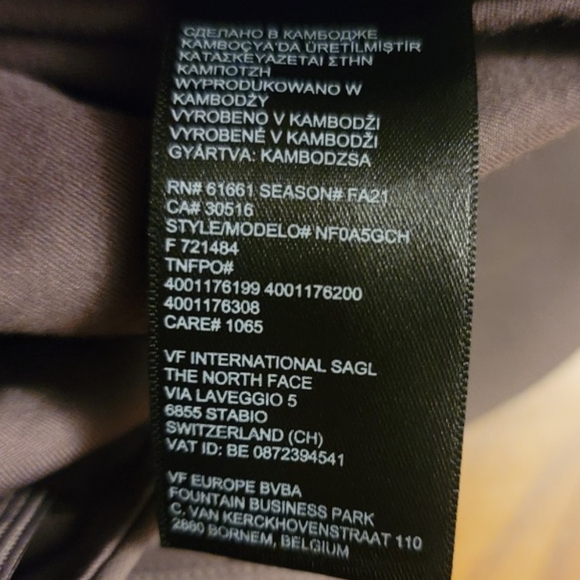 СДЕЛАНО В КАМБОДЖЕ
KAMBOÇYA'DA ÜRETİLMİŞTİR
ΚΑΤΑΣΚΕΥΑΖΕΤΑΙ ΣΤΗΝ
ΚΑΜΠΟΤΖΗ
WYPRODUKOWANO W
KAMBODŻY
VYROBENO V KAMBODŽI
VYROBENÉ V KAMBODŽI
GYÁRTVA: KAMBODZSA
RN# 61661 SEASON# FA21
CA# 30516
STYLE/MODELO# NF0A5GCH
F 721484
TNFPO#
4001176199 4001176200
4001176308
CARE# 1065
VF INTERNATIONAL SAGL
THE NORTH FACE
VIA LAVEGGIO 5
6855 STABIO
SWITZERLAND (CH)
VAT ID: BE 0872394541
VF EUROPE BVBA
FOUNTAIN BUSINESS PARK
C. VAN KERCKHOVENSTRAAT 110
2880 BORNEM, BELGIUM